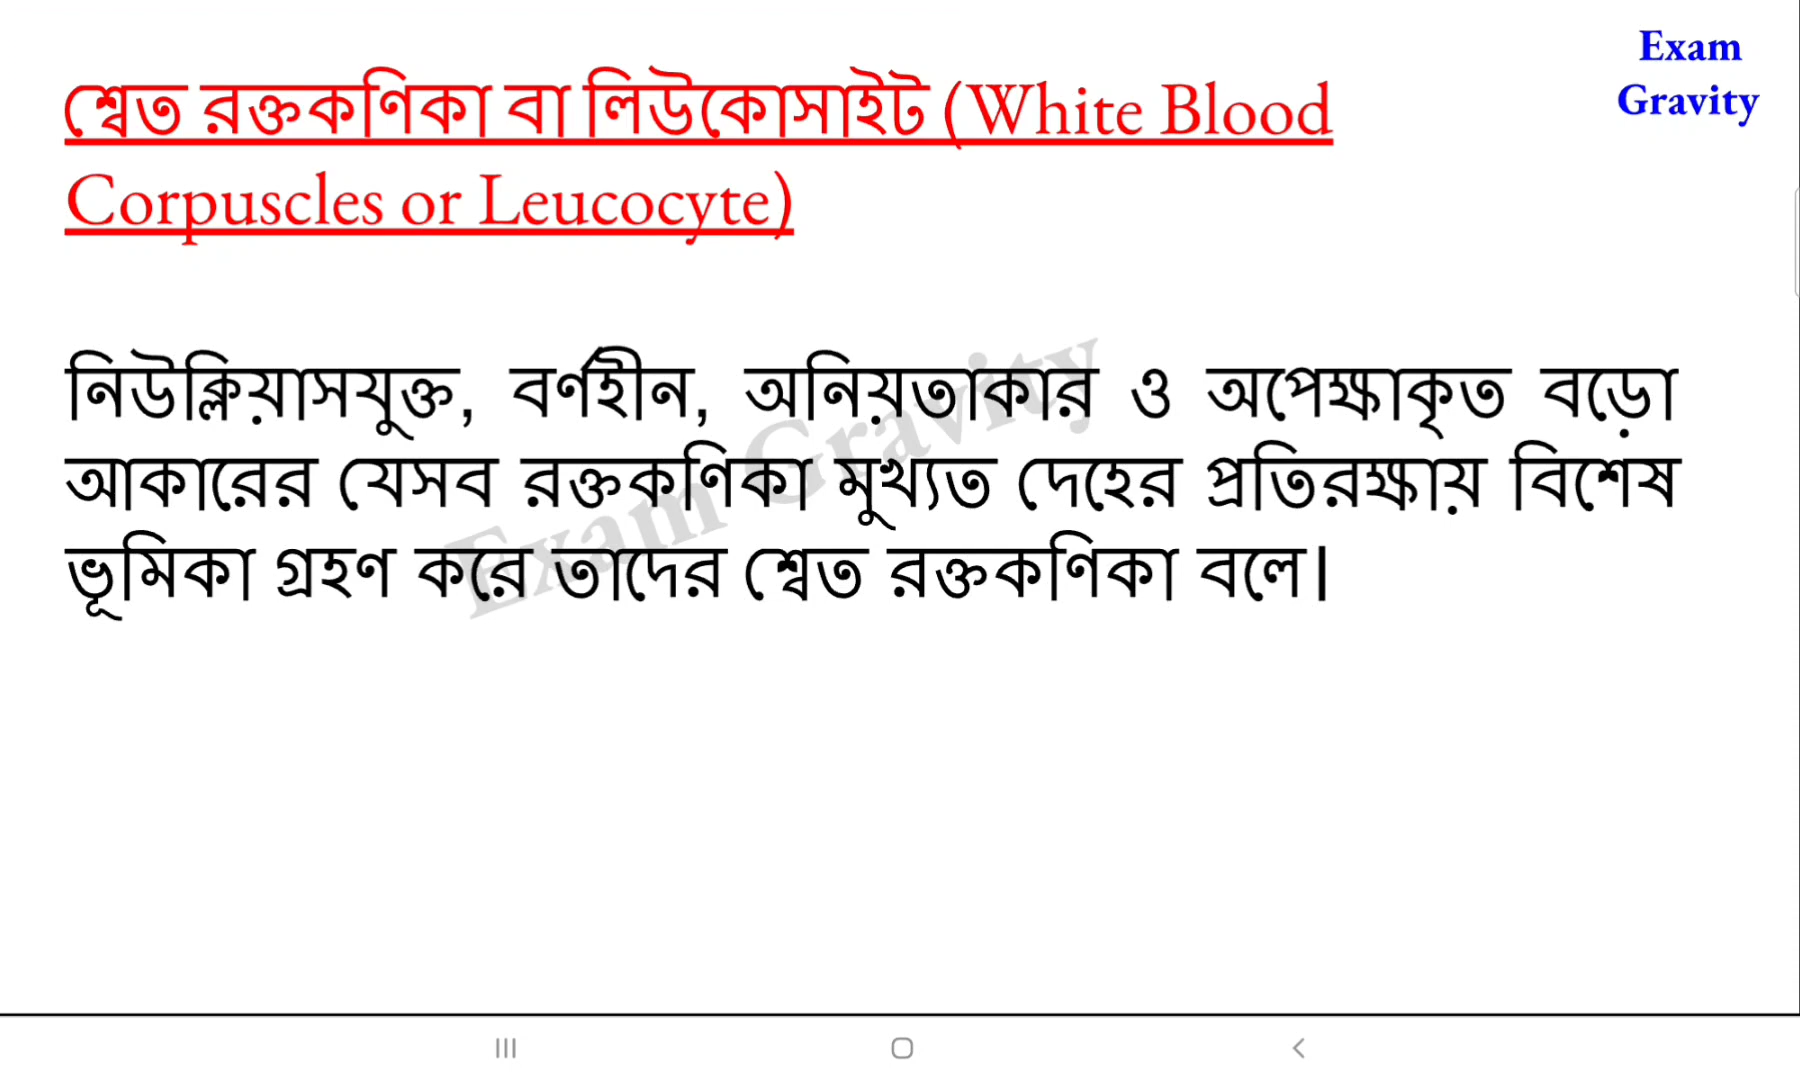 Exam
Gravity
শ্বেত রক্তকণিকা বা লিউকোসাইট (White Blood
Corpuscles or Leucocyte)
নিউক্লিয়াসযুক্ত, বর্ণহীন, অনিয়তাকার ও অপেক্ষাকৃত বড়ো
আকারের যেসব রক্তকণিকা মুখ্যত দেহের প্রতিরক্ষায় বিশেষ
ভূমিকা গ্রহণ করে তাদের শ্বেত রক্তকণিকা বলে।
Exam Gravity